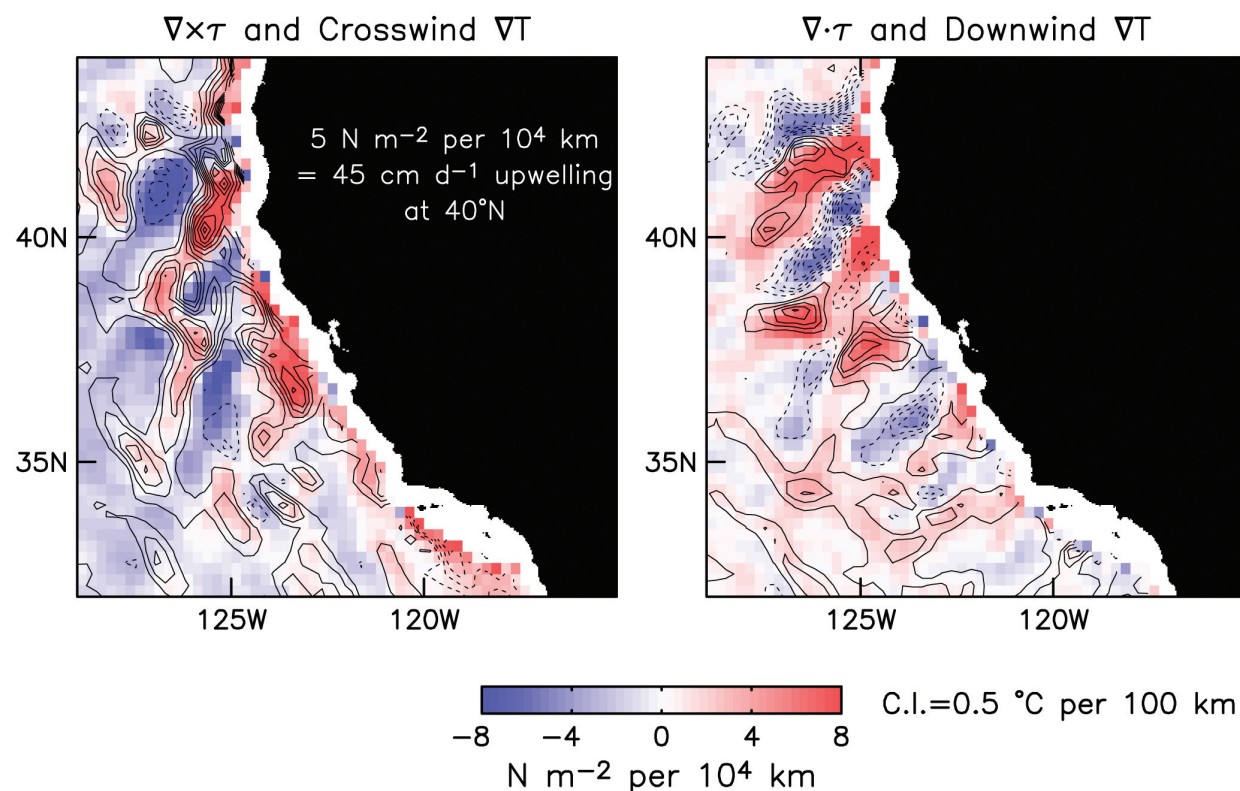 ∇×τ and Crosswind ∇T
∇·τ and Downwind ∇T
5 N m⁻² per 10⁴ km
= 45 cm d⁻¹ upwelling
at 40°N
40N
35N
125W 120W
40N
35N
125W 120W
C.I.=0.5 °C per 100 km
−8 −4 0 4 8
N m⁻² per 10⁴ km